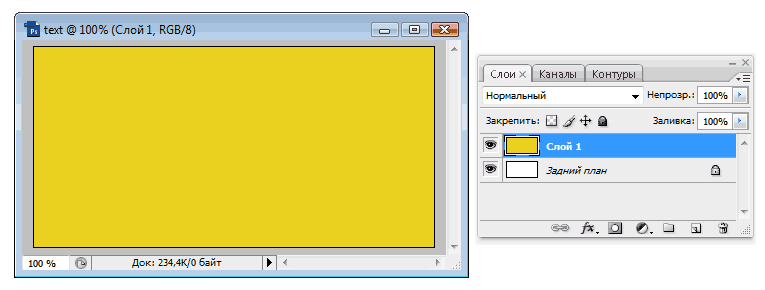 text @ 100% (Слой 1, RGB/8)
100 %
Док: 234,4K/0 байт
Слои × Каналы Контуры
Нормальный Непрозр.: 100%
Закрепить: Заливка: 100%
Слой 1
Задний план
fx